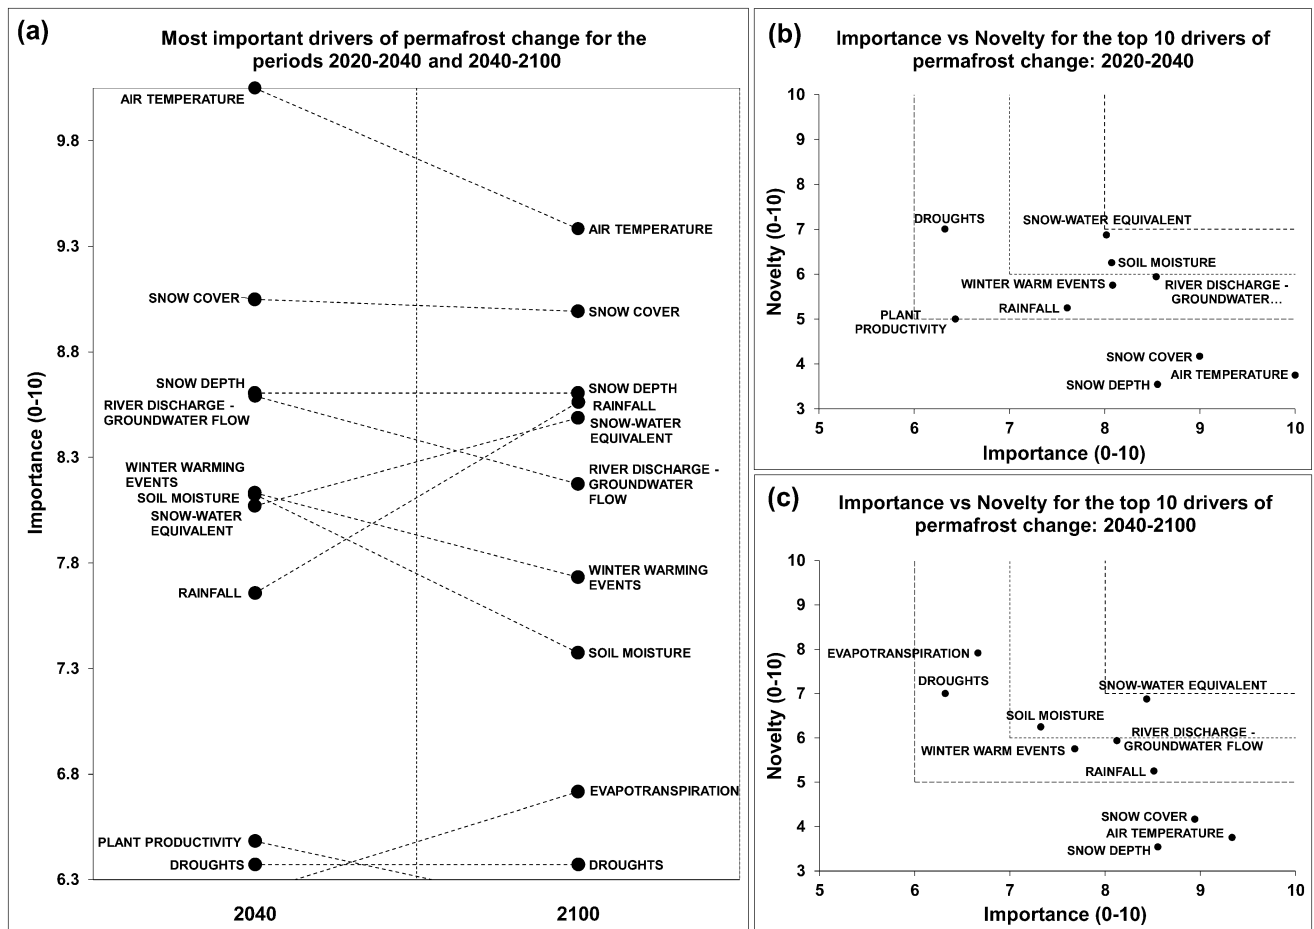 (a)
Most important drivers of permafrost change for the
periods 2020-2040 and 2040-2100
Importance (0-10)
9.8
9.3
8.8
8.3
7.8
7.3
6.8
6.3
AIR TEMPERATURE
SNOW COVER
SNOW DEPTH
RIVER DISCHARGE -
GROUNDWATER FLOW
WINTER WARMING
EVENTS
SOIL MOISTURE
SNOW-WATER
EQUIVALENT
RAINFALL
PLANT PRODUCTIVITY
DROUGHTS
AIR TEMPERATURE
SNOW COVER
SNOW DEPTH
RAINFALL
SNOW-WATER
EQUIVALENT
RIVER DISCHARGE -
GROUNDWATER
FLOW
WINTER WARMING
EVENTS
SOIL MOISTURE
EVAPOTRANSPIRATION
DROUGHTS
2040
2100
(b)
Importance vs Novelty for the top 10 drivers of
permafrost change: 2020-2040
Novelty (0-10)
10
9
8
7
6
5
4
3
DROUGHTS
SNOW-WATER EQUIVALENT
SOIL MOISTURE
WINTER WARM EVENTS
RIVER DISCHARGE -
GROUNDWATER...
RAINFALL
PLANT
PRODUCTIVITY
SNOW COVER
AIR TEMPERATURE
SNOW DEPTH
5
6
7
8
9
10
Importance (0-10)
(c)
Importance vs Novelty for the top 10 drivers of
permafrost change: 2040-2100
Novelty (0-10)
10
9
8
7
6
5
4
3
EVAPOTRANSPIRATION
DROUGHTS
SNOW-WATER EQUIVALENT
SOIL MOISTURE
RIVER DISCHARGE -
GROUNDWATER FLOW
WINTER WARM EVENTS
RAINFALL
SNOW COVER
AIR TEMPERATURE
SNOW DEPTH
5
6
7
8
9
10
Importance (0-10)